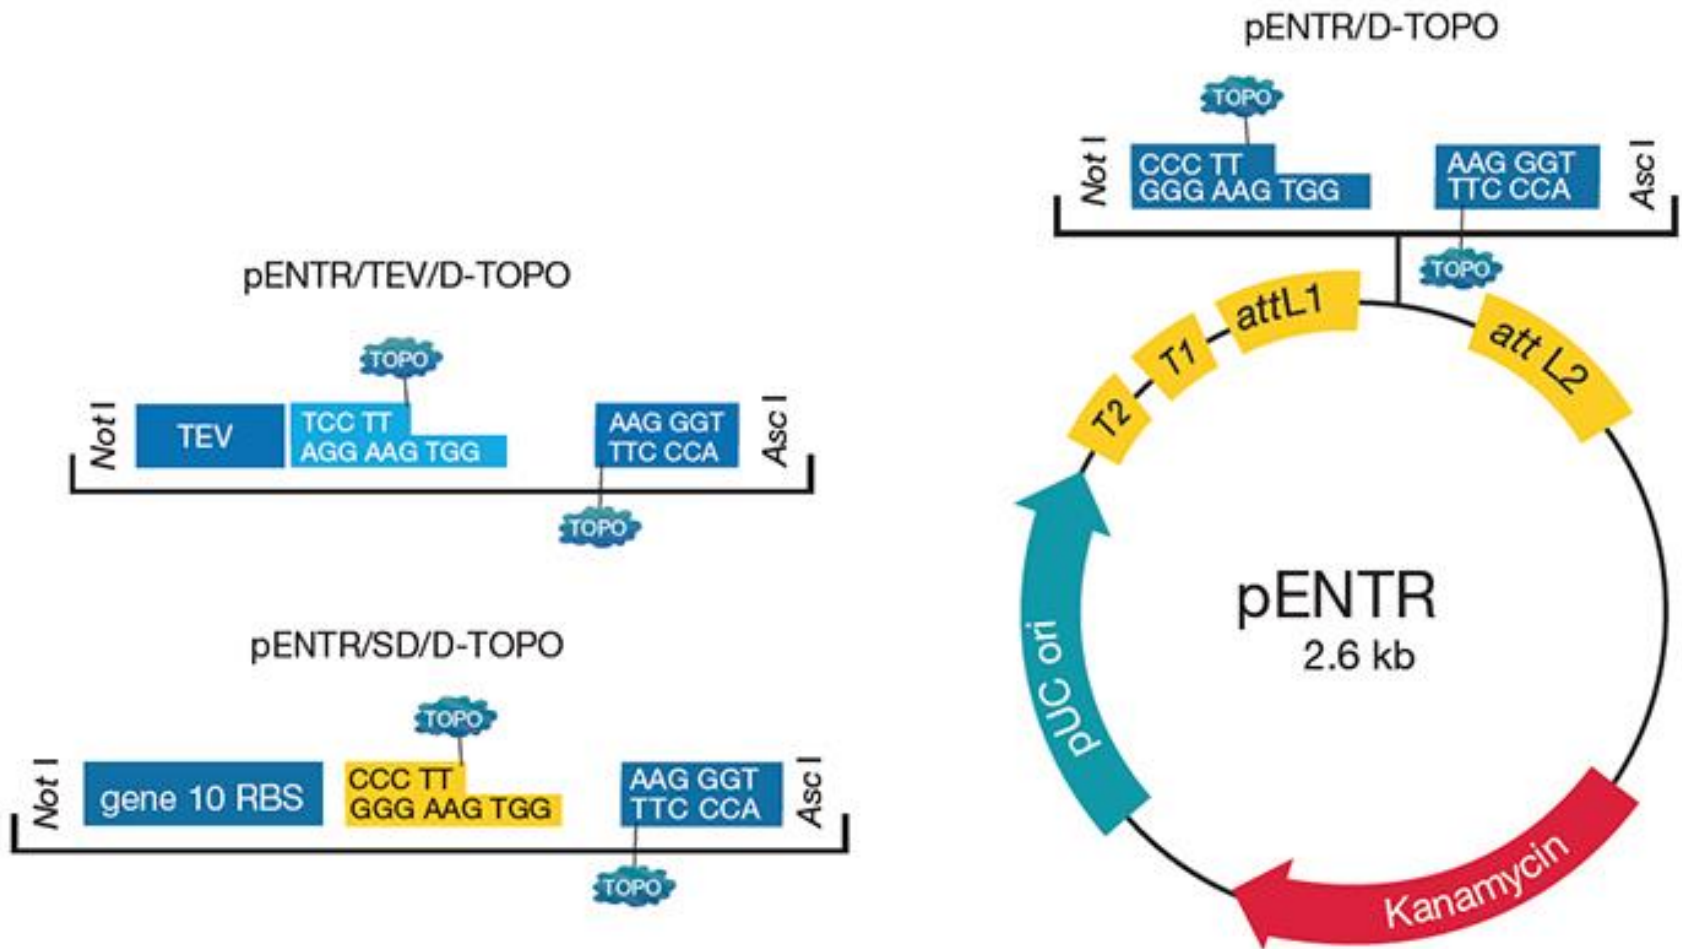 pENTR/D-TOPO
TOPO
Not I
CCC TT
GGG AAG TGG
AAG GGT
TTC CCA
Asc I
TOPO
pENTR/TEV/D-TOPO
TOPO
Not I
TEV
TCC TT
AGG AAG TGG
AAG GGT
TTC CCA
Asc I
TOPO
pENTR/SD/D-TOPO
TOPO
Not I
gene 10 RBS
CCC TT
GGG AAG TGG
AAG GGT
TTC CCA
Asc I
TOPO
T2
T1
attL1
att L2
pUC ori
pENTR
2.6 kb
Kanamycin